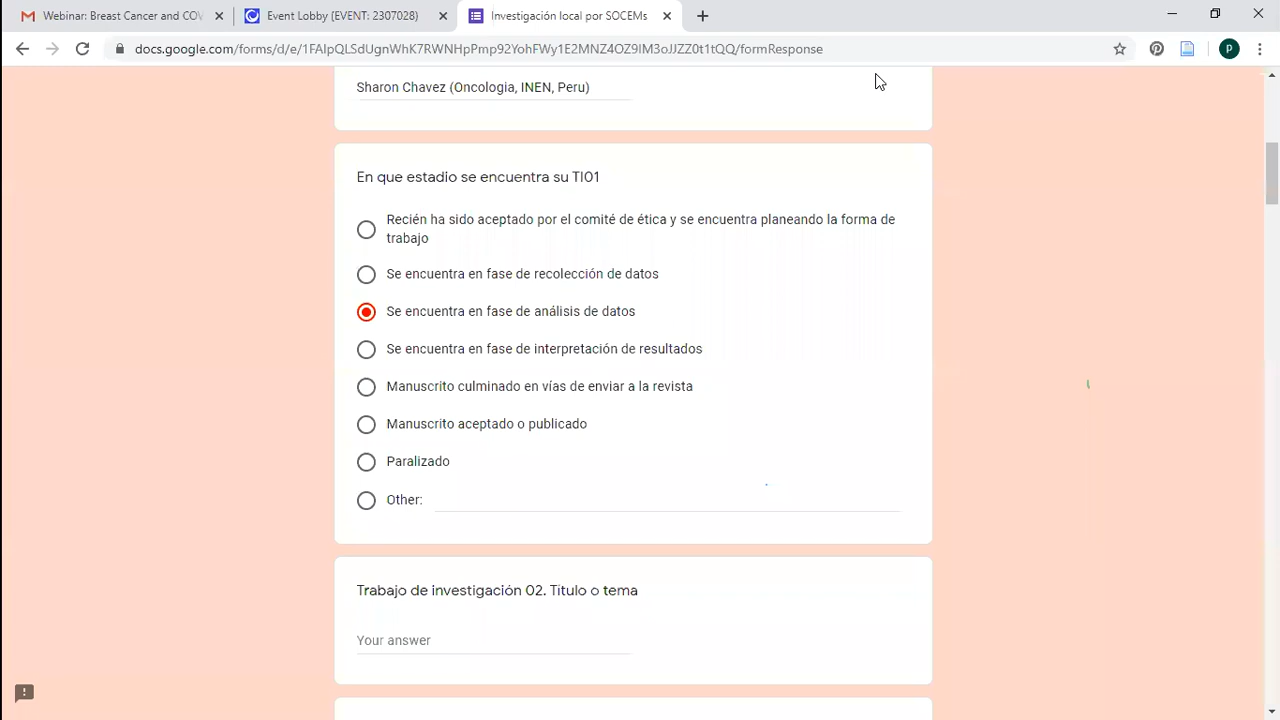 Webinar: Breast Cancer and COV
Event Lobby [EVENT: 2307028)
Investigación local por SOCEMs
docs.google.com/forms/d/e/1FAIpQLSdUgnWhK7RWNHpPmp92YohFWy1E2MNZ4OZ9IM3oJJZZ0t1tQQ/formResponse
P
Sharon Chavez (Oncologia, INEN, Peru)
En que estadio se encuentra su TI01
Recién ha sido aceptado por el comité de ética y se encuentra planeando la forma de
trabajo
Se encuentra en fase de recolección de datos
Se encuentra en fase de análisis de datos
Se encuentra en fase de interpretación de resultados
Manuscrito culminado en vías de enviar a la revista
Manuscrito aceptado o publicado
Paralizado
Other:
Trabajo de investigación 02. Título o tema
Your answer